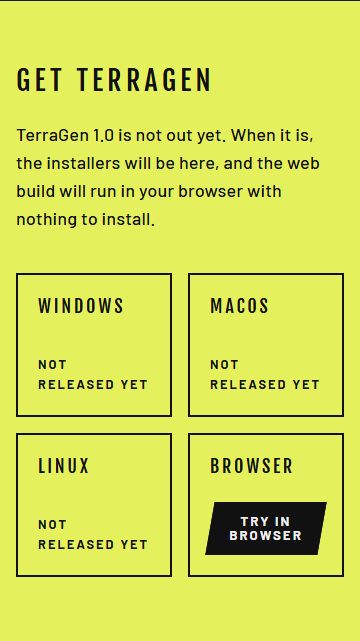 GET TERRAGEN
TerraGen 1.0 is not out yet. When it is,
the installers will be here, and the web
build will run in your browser with
nothing to install.
WINDOWS
NOT
RELEASED YET
MACOS
NOT
RELEASED YET
LINUX
NOT
RELEASED YET
BROWSER
TRY IN
BROWSER